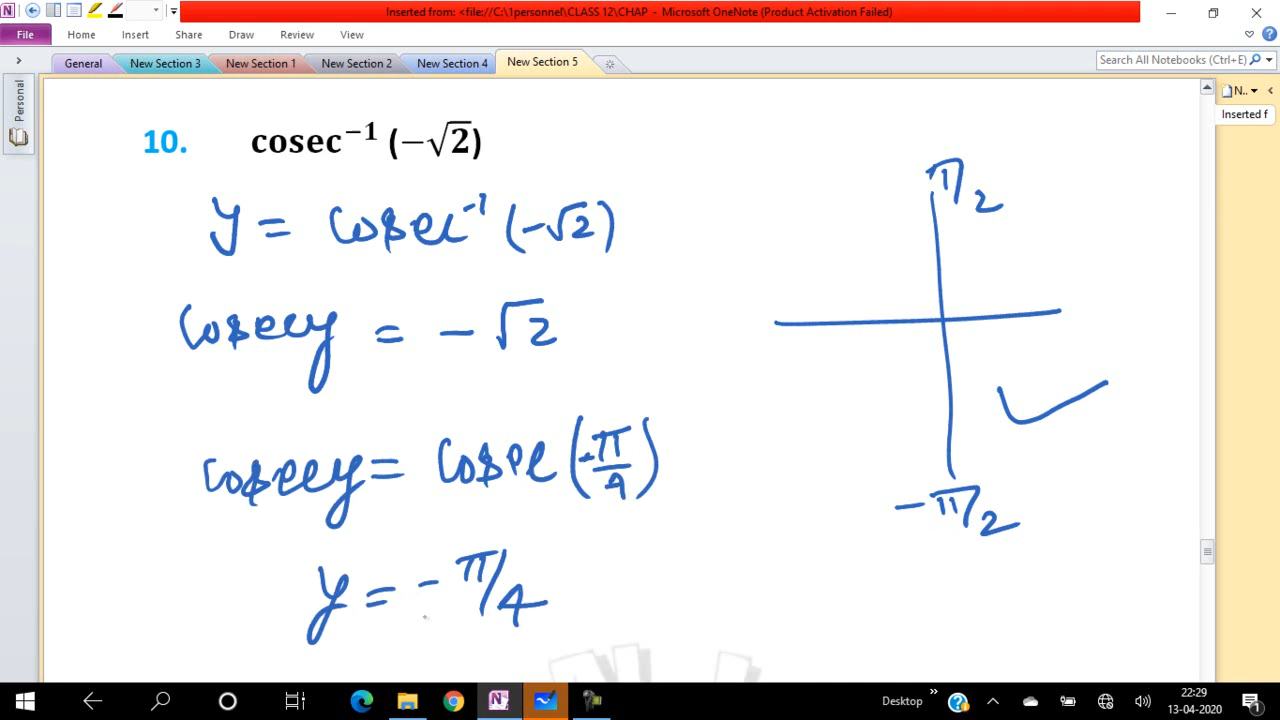 Inserted from: <file://C:\1personnel\CLASS 12\CHAP - Microsoft OneNote (Product Activation Failed)
File Home Insert Share Draw Review View
General New Section 3 New Section 1 New Section 2 New Section 4 New Section 5
Search All Notebooks (Ctrl+E)
Personal
N..
Inserted f
10. cosec⁻¹ (−√2)
y = cosec⁻¹ (-√2)
cosecy = - √2
cosecy = cosec (-π/4)
y = - π/4
π/2
- π/2
Desktop
22:29
13-04-2020
1